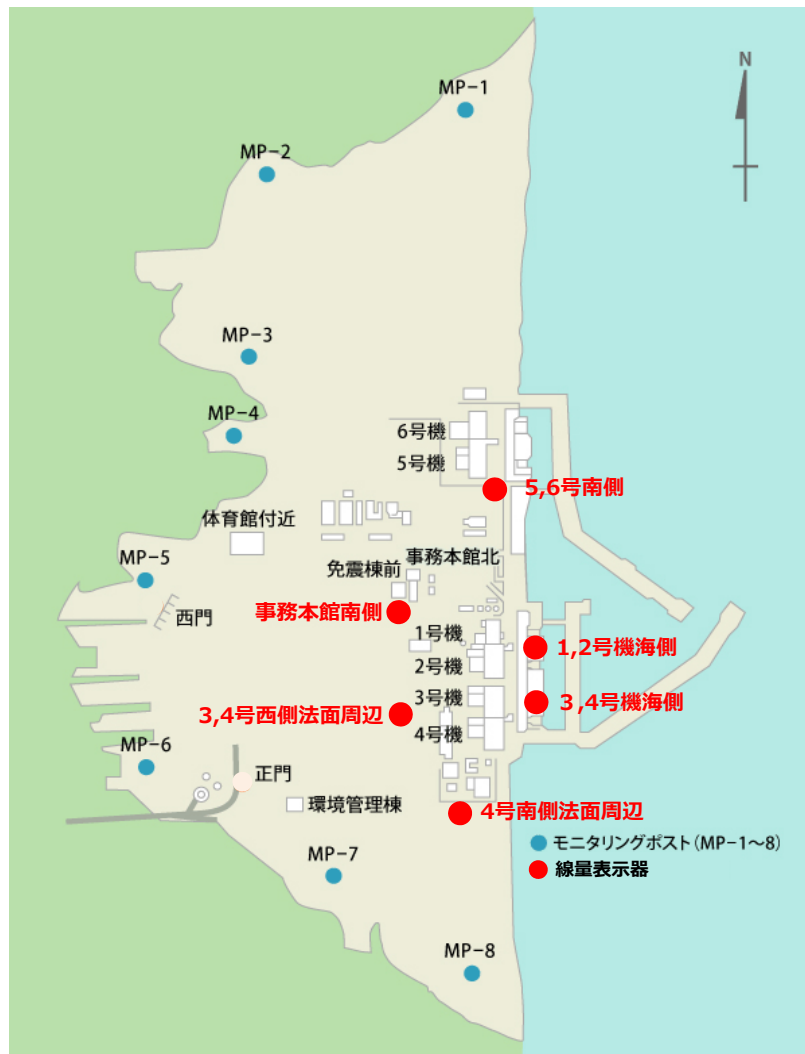 N
MP-1
MP-2
MP-3
MP-4
6号機
5号機
5,6号南側
体育館付近
事務本館北
免震棟前
MP-5
西門
事務本館南側
1号機
1,2号機海側
2号機
3号機
3,4号機海側
3,4号西側法面周辺
4号機
MP-6
正門
環境管理棟
4号南側法面周辺
モニタリングポスト(MP-1～8)
MP-7
線量表示器
MP-8